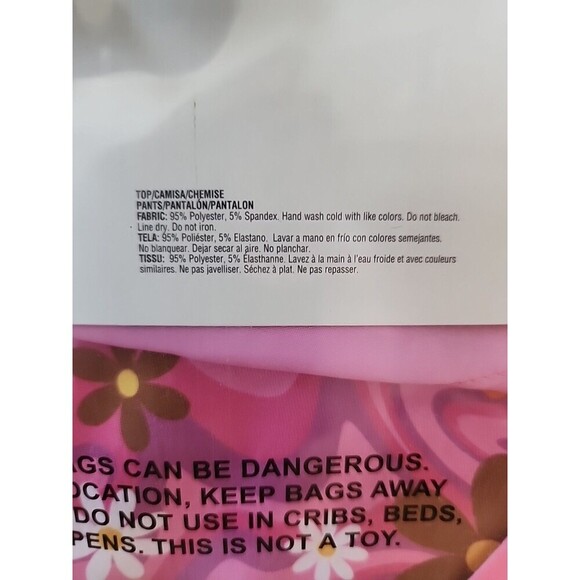 TOP/CAMISA/CHEMISE
PANTS/PANTALÓN/PANTALON
FABRIC: 95% Polyester, 5% Spandex. Hand wash cold with like colors. Do not bleach.
Line dry. Do not iron.
TELA: 95% Poliéster, 5% Elastano. Lavar a mano en frío con colores semejantes.
No blanquear. Dejar secar al aire. No planchar.
TISSU: 95% Polyester, 5% Élasthanne. Lavez à la main à l'eau froide et avec couleurs
similaires. Ne pas javelliser. Séchez à plat. Ne pas repasser.
CAN BE DANGEROUS.
KEEP BAGS AWAY
DO NOT USE IN CRIBS, BEDS,
THIS IS NOT A TOY.